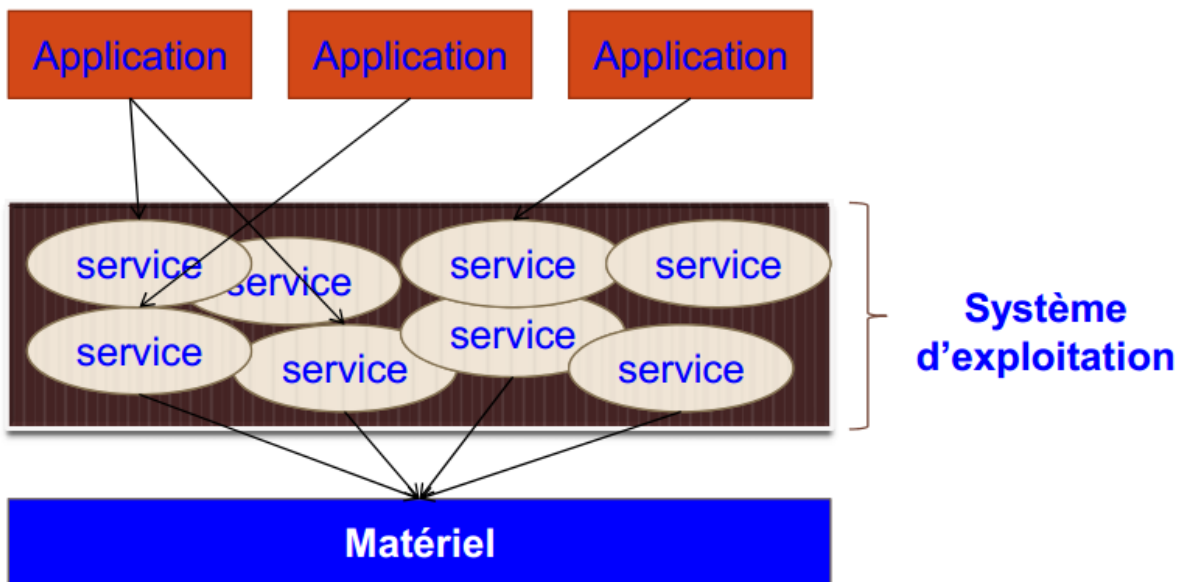 Application
Application
Application
service
service
service
service
service
service
service
service
Système
d'exploitation
Matériel